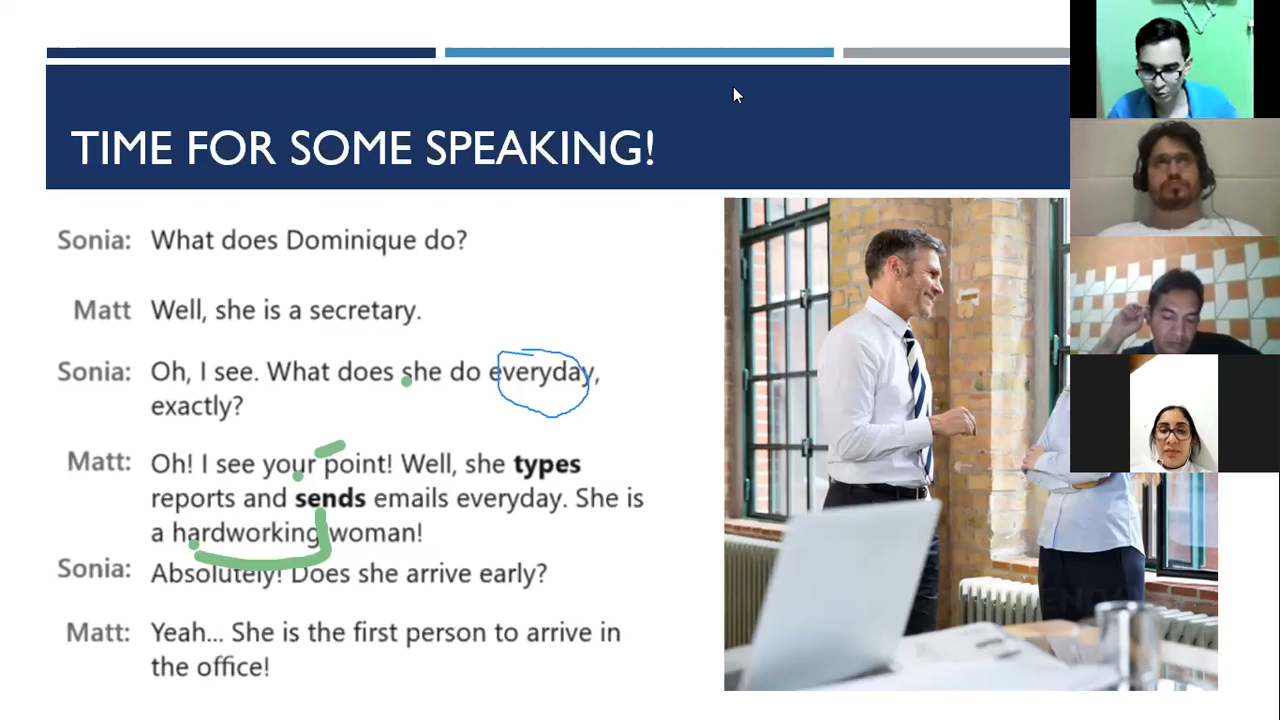 TIME FOR SOME SPEAKING!
Sonia: What does Dominique do?
Matt Well, she is a secretary.
Sonia: Oh, I see. What does she do everyday,
exactly?
Matt: Oh! I see your point! Well, she types
reports and sends emails everyday. She is
a hardworking woman!
Sonia: Absolutely! Does she arrive early?
Matt: Yeah... She is the first person to arrive in
the office!